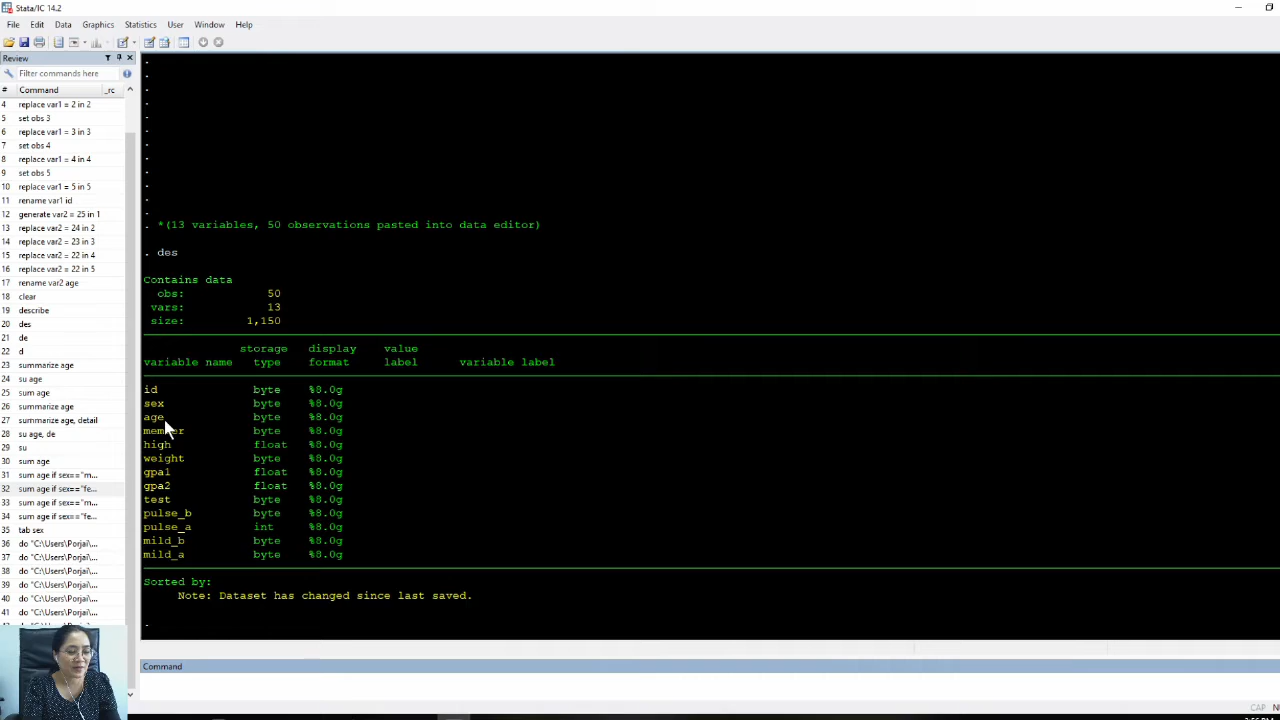 Stata/IC 14.2
File Edit Data Graphics Statistics User Window Help
Review
Filter commands here
# Command _rc
4 replace var1 = 2 in 2
5 set obs 3
6 replace var1 = 3 in 3
7 set obs 4
8 replace var1 = 4 in 4
9 set obs 5
10 replace var1 = 5 in 5
11 rename var1 id
12 generate var2 = 25 in 1
13 replace var2 = 24 in 2
14 replace var2 = 23 in 3
15 replace var2 = 22 in 4
16 replace var2 = 22 in 5
17 rename var2 age
18 clear
19 describe
20 des
21 de
22 d
23 summarize age
24 su age
25 sum age
26 summarize age
27 summarize age, detail
28 su age, de
29 su
30 sum age
31 sum age if sex=="m...
32 sum age if sex=="fe...
33 sum age if sex=="m...
34 sum age if sex=="fe...
35 tab sex
36 do "C:\Users\Porjai\...
37 do "C:\Users\Porjai\...
38 do "C:\Users\Porjai\...
39 do "C:\Users\Porjai\...
40 do "C:\Users\Porjai\...
41 do "C:\Users\Porjai\...
. *(13 variables, 50 observations pasted into data editor)
. des
Contains data
obs: 50
vars: 13
size: 1,150
storage display value
variable name type format label variable label
id byte %8.0g
sex byte %8.0g
age byte %8.0g
member byte %8.0g
high float %8.0g
weight byte %8.0g
gpa1 float %8.0g
gpa2 float %8.0g
test byte %8.0g
pulse_b byte %8.0g
pulse_a int %8.0g
mild_b byte %8.0g
mild_a byte %8.0g
Sorted by:
Note: Dataset has changed since last saved.
.
Command
CAP